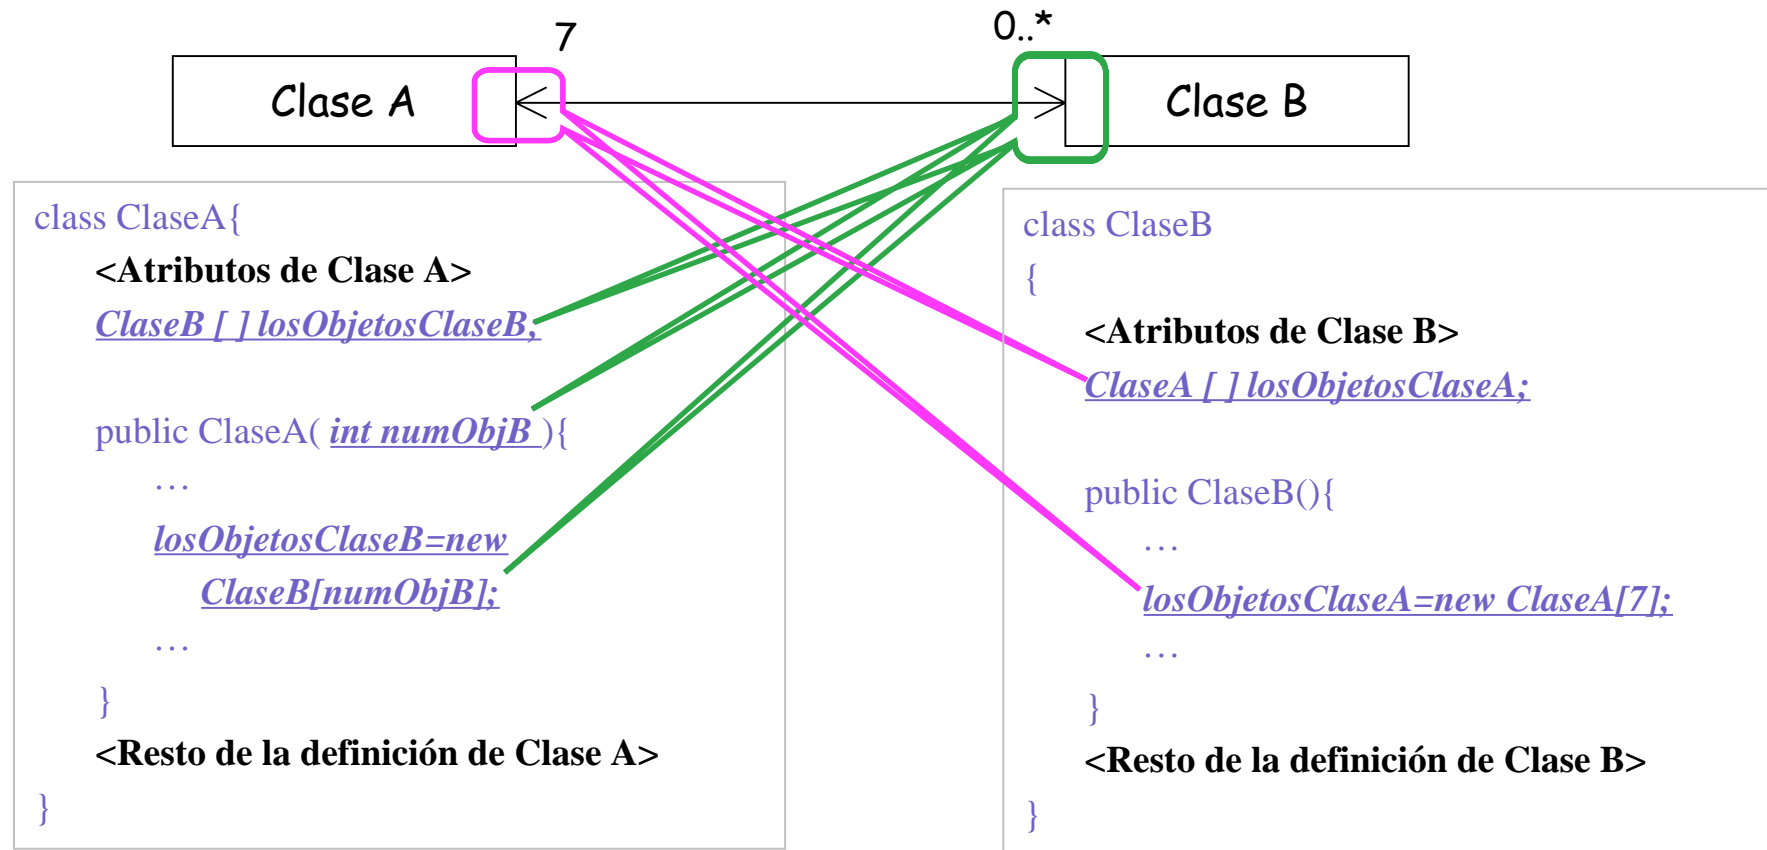 7
0..*
Clase A
Clase B
class ClaseA{
<Atributos de Clase A>
ClaseB [ ] losObjetosClaseB;
public ClaseA( int numObjB ){
…
losObjetosClaseB=new
ClaseB[numObjB];
…
}
<Resto de la definición de Clase A>
}
class ClaseB
{
<Atributos de Clase B>
ClaseA [ ] losObjetosClaseA;
public ClaseB(){
…
losObjetosClaseA=new ClaseA[7];
…
}
<Resto de la definición de Clase B>
}